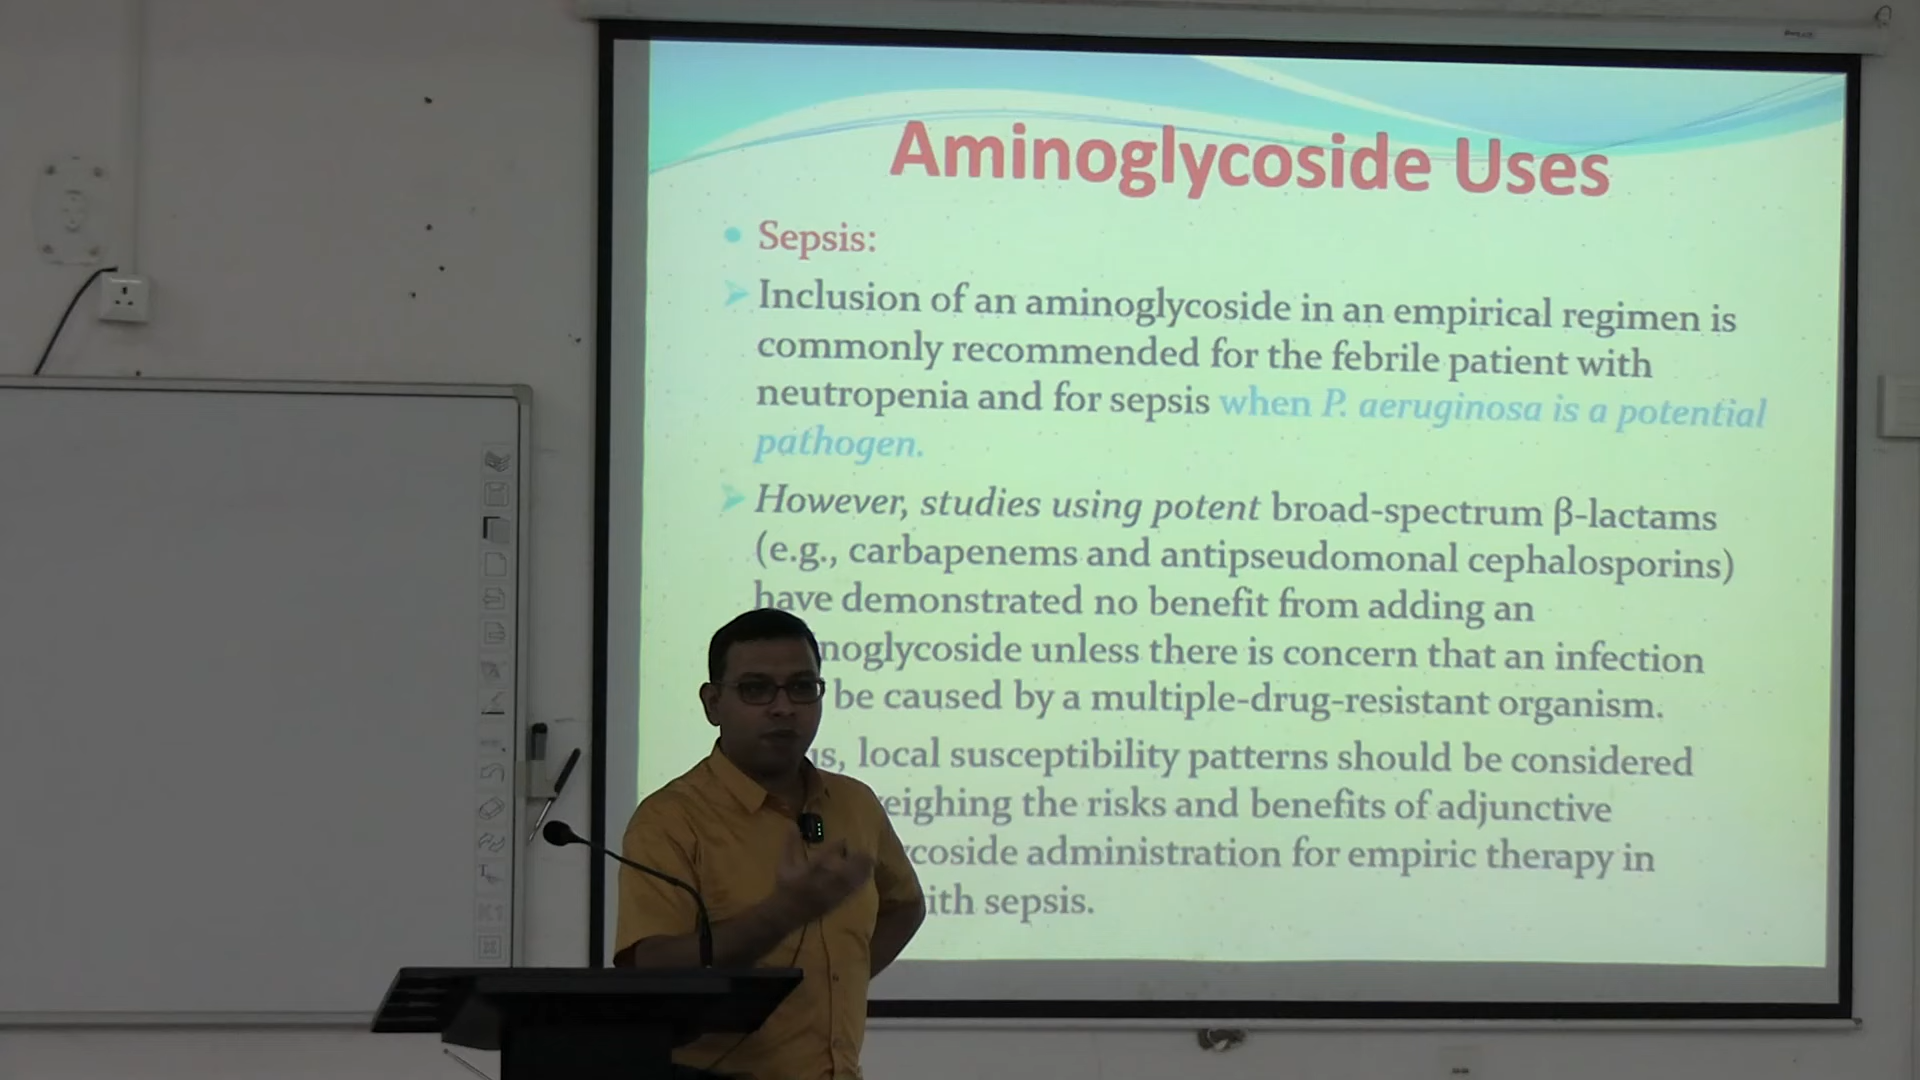 Aminoglycoside Uses
Sepsis:
Inclusion of an aminoglycoside in an empirical regimen is
commonly recommended for the febrile patient with
neutropenia and for sepsis when P. aeruginosa is a potential
pathogen.
However, studies using potent broad-spectrum β-lactams
(e.g., carbapenems and antipseudomonal cephalosporins)
have demonstrated no benefit from adding an
noglycoside unless there is concern that an infection
be caused by a multiple-drug-resistant organism.
us, local susceptibility patterns should be considered
eighing the risks and benefits of adjunctive
coside administration for empiric therapy in
ith sepsis.